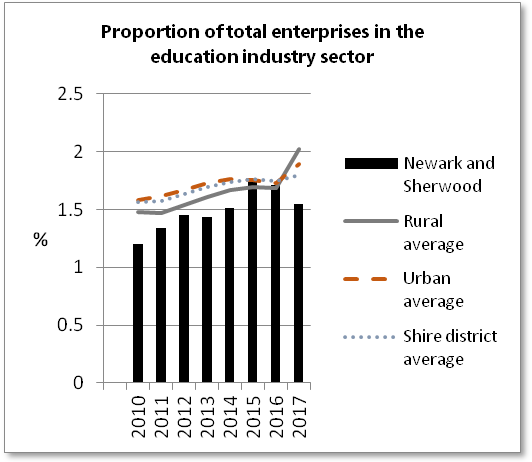 Proportion of total enterprises in the
education industry sector
2.5
2
1.5
1
0.5
0
%
2010
2011
2012
2013
2014
2015
2016
2017
Newark and
Sherwood
Rural
average
Urban
average
Shire district
average